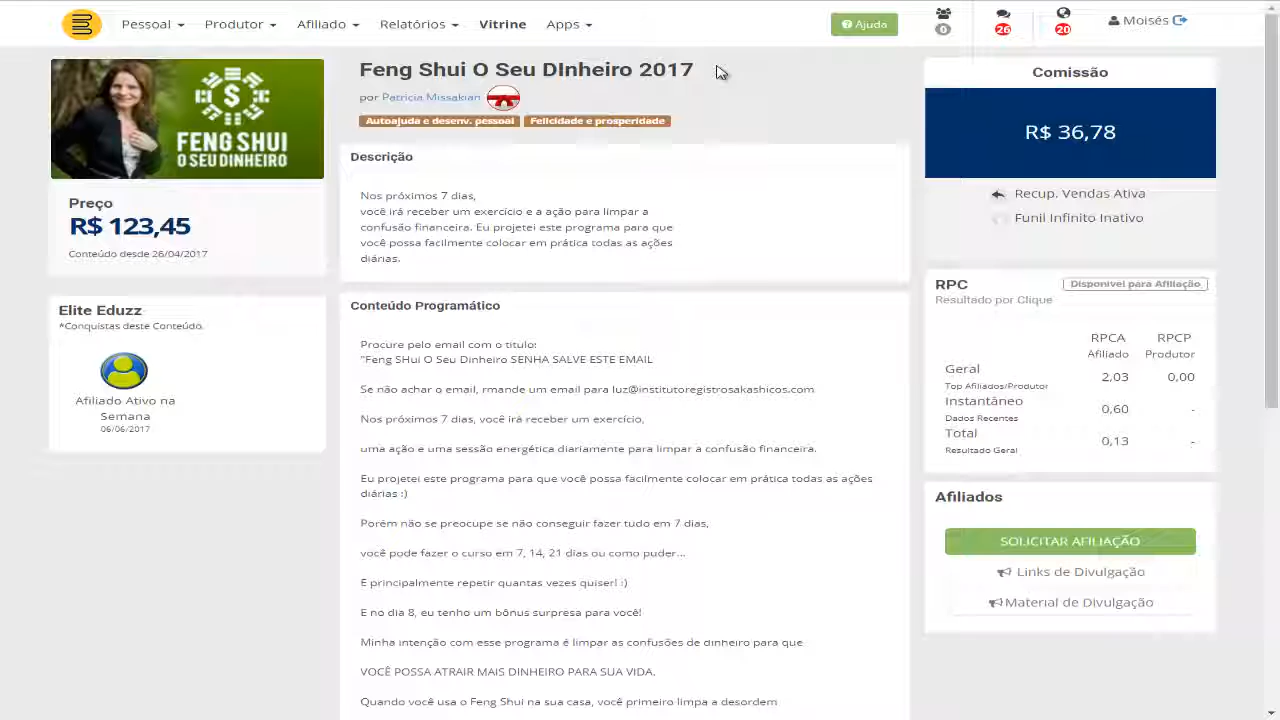 Pessoal
Produtor
Afiliado
Relatórios
Vitrine
Apps
Ajuda
0
26
20
Moisés
FENG SHUI
O SEU DINHEIRO
Preço
R$ 123,45
Conteúdo desde 26/04/2017
Elite Eduzz
*Conquistas deste Conteúdo.
Afiliado Ativo na
Semana
06/06/2017
Feng Shui O Seu DInheiro 2017
por Patricia Missakian
Autoajuda e desenv. pessoal
Felicidade e prosperidade
Descrição
Nos próximos 7 dias,
você irá receber um exercício e a ação para limpar a
confusão financeira. Eu projetei este programa para que
você possa facilmente colocar em prática todas as ações
diárias.
Conteúdo Programático
Procure pelo email com o titulo:
"Feng SHui O Seu Dinheiro SENHA SALVE ESTE EMAIL
Se não achar o email, rmande um email para luz@institutoregistrosakashicos.com
Nos próximos 7 dias, você irá receber um exercício,
uma ação e uma sessão energética diariamente para limpar a confusão financeira.
Eu projetei este programa para que você possa facilmente colocar em prática todas as ações
diárias :)
Porém não se preocupe se não conseguir fazer tudo em 7 dias,
você pode fazer o curso em 7, 14, 21 dias ou como puder...
E principalmente repetir quantas vezes quiser! :)
E no dia 8, eu tenho um bônus surpresa para você!
Minha intenção com esse programa é limpar as confusões de dinheiro para que
VOCÊ POSSA ATRAIR MAIS DINHEIRO PARA SUA VIDA.
Quando você usa o Feng Shui na sua casa, você primeiro limpa a desordem
Comissão
R$ 36,78
Recup. Vendas Ativa
Funil Infinito Inativo
RPC
Disponível para Afiliação
Resultado por Clique
RPCA RPCP
Afiliado Produtor
Geral
Top Afiliados/Produtor
2,03 0,00
Instantâneo
Dados Recentes
0,60 -
Total
Resultado Geral
0,13 -
Afiliados
SOLICITAR AFILIAÇÃO
Links de Divulgação
Material de Divulgação